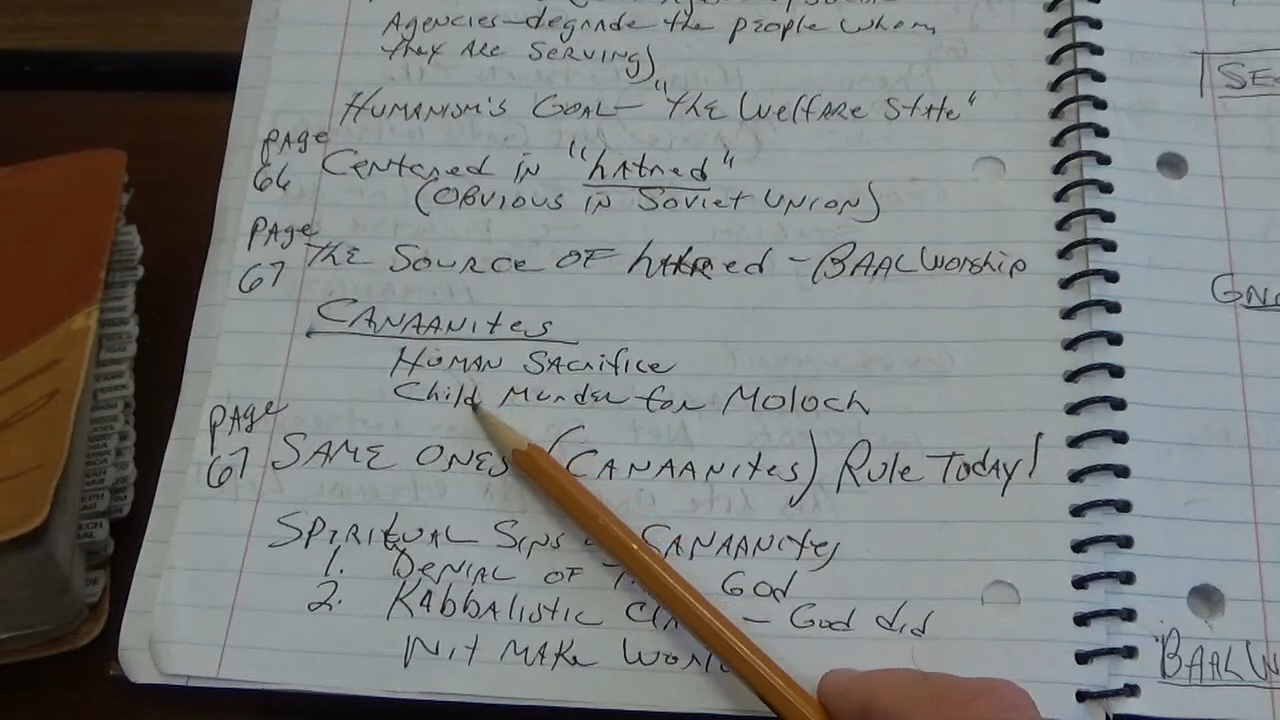 Agencies-degrade the people whom
they Are Serving)
Humanism's Goal- "The Welfare State"
PAge
66 Centered in "hatred"
(Obvious in Soviet Union)
PAge
67 The Source Of hatred - BAAL Worship
Canaanites
Human Sacrifice
Child Murder for Moloch
PAge
67 SAME ONES (CANAANites) Rule Today!
Spiritual Sins Canaanites
1. Denial of God
2. Kabbalistic - God did
Not Make
SE
GNO
BAAL W